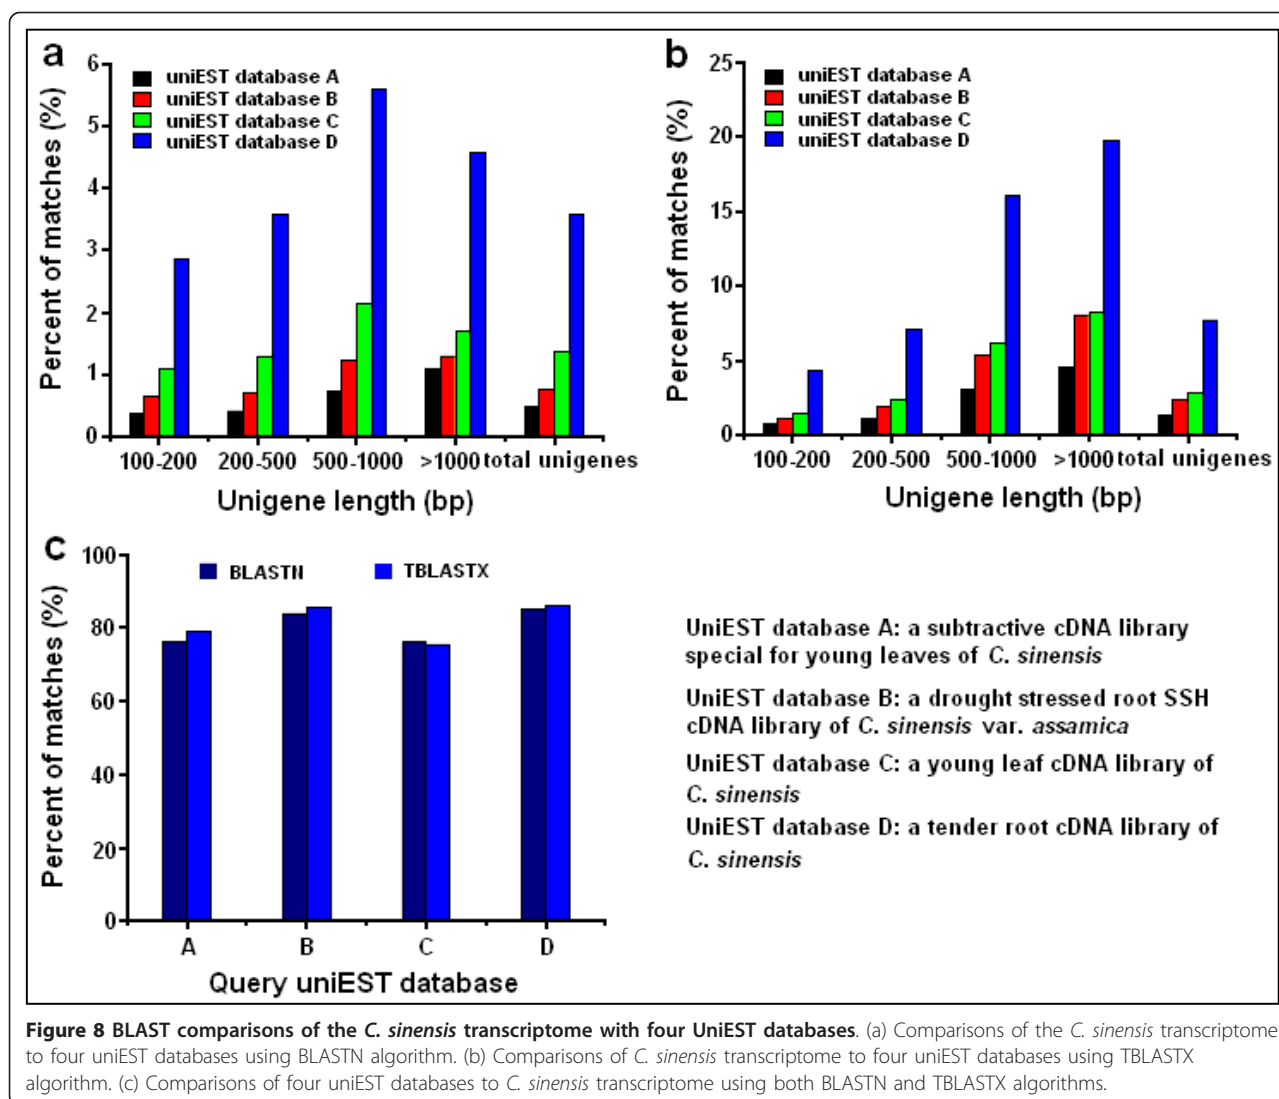 a
6
5
4
3
2
1
0
Percent of matches (%)
uniEST database A
uniEST database B
uniEST database C
uniEST database D
100-200 200-500 500-1000 >1000 total unigenes
Unigene length (bp)
b
25
20
15
10
5
0
Percent of matches (%)
uniEST database A
uniEST database B
uniEST database C
uniEST database D
100-200 200-500 500-1000 >1000 total unigenes
Unigene length (bp)
c
100
80
60
40
20
0
Percent of matches (%)
BLASTN TBLASTX
A B C D
Query uniEST database
UniEST database A: a subtractive cDNA library
special for young leaves of C. sinensis
UniEST database B: a drought stressed root SSH
cDNA library of C. sinensis var. assamica
UniEST database C: a young leaf cDNA library of
C. sinensis
UniEST database D: a tender root cDNA library of
C. sinensis
Figure 8 BLAST comparisons of the C. sinensis transcriptome with four UniEST databases. (a) Comparisons of the C. sinensis transcriptome
to four uniEST databases using BLASTN algorithm. (b) Comparisons of C. sinensis transcriptome to four uniEST databases using TBLASTX
algorithm. (c) Comparisons of four uniEST databases to C. sinensis transcriptome using both BLASTN and TBLASTX algorithms.